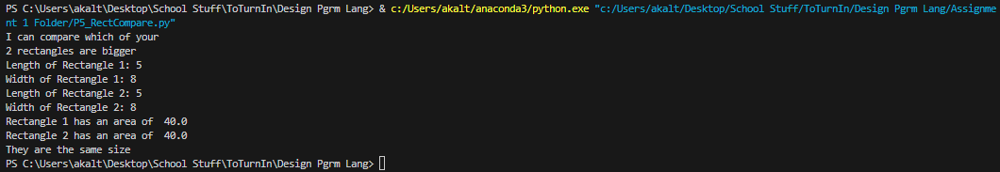 PS C:\Users\akalt\Desktop\School Stuff\ToTurnIn\Design Pgrm Lang> & c:/Users/akalt/anaconda3/python.exe "c:/Users/akalt/Desktop/School Stuff/ToTurnIn/Design Pgrm Lang/Assignme
nt 1 Folder/P5_RectCompare.py"
I can compare which of your
2 rectangles are bigger
Length of Rectangle 1: 5
Width of Rectangle 1: 8
Length of Rectangle 2: 5
Width of Rectangle 2: 8
Rectangle 1 has an area of  40.0
Rectangle 2 has an area of  40.0
They are the same size
PS C:\Users\akalt\Desktop\School Stuff\ToTurnIn\Design Pgrm Lang>